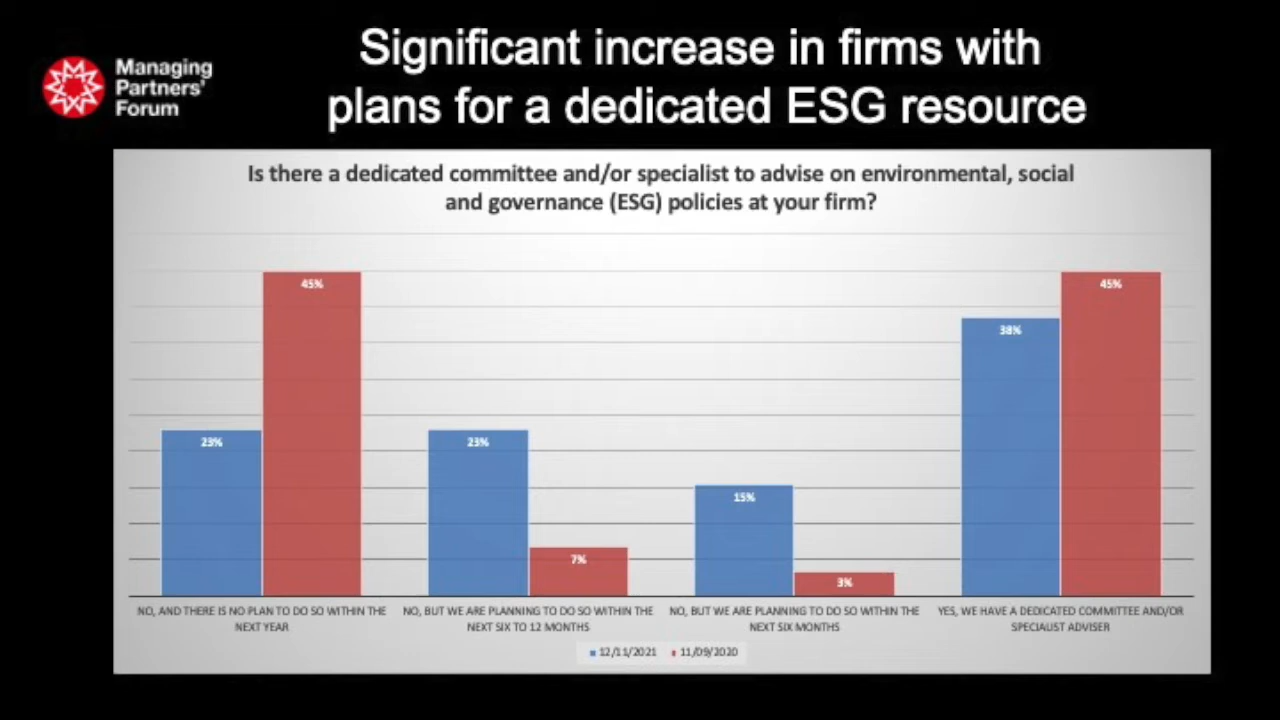 Managing
Partners'
Forum
Significant increase in firms with
plans for a dedicated ESG resource
Is there a dedicated committee and/or specialist to advise on environmental, social
and governance (ESG) policies at your firm?
23%
45%
23%
7%
15%
3%
38%
45%
NO, AND THERE IS NO PLAN TO DO SO WITHIN THE
NEXT YEAR
NO, BUT WE ARE PLANNING TO DO SO WITHIN THE
NEXT SIX TO 12 MONTHS
NO, BUT WE ARE PLANNING TO DO SO WITHIN THE
NEXT SIX MONTHS
YES, WE HAVE A DEDICATED COMMITTEE AND/OR
SPECIALIST ADVISER
12/11/2021 11/09/2020